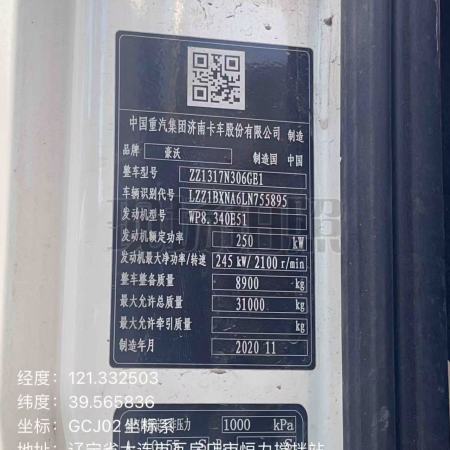 中国重汽集团济南卡车股份有限公司 制造
品牌 豪沃 制造国 中国
整车型号 ZZ1317N306GE1
车辆识别代号 LZZ1BXNA6LN755895
发动机型号 WP8.340E51
发动机额定功率 250 kW
发动机最大净功率/转速 245 kW/ 2100 r/min
整车整备质量 8900 kg
最大允许总质量 31000 kg
最大允许牵引质量 kg
制造年月 2020 11
经度：121.332503
纬度：39.565836
坐标：GCJ02 坐标系
压力 1000 kPa